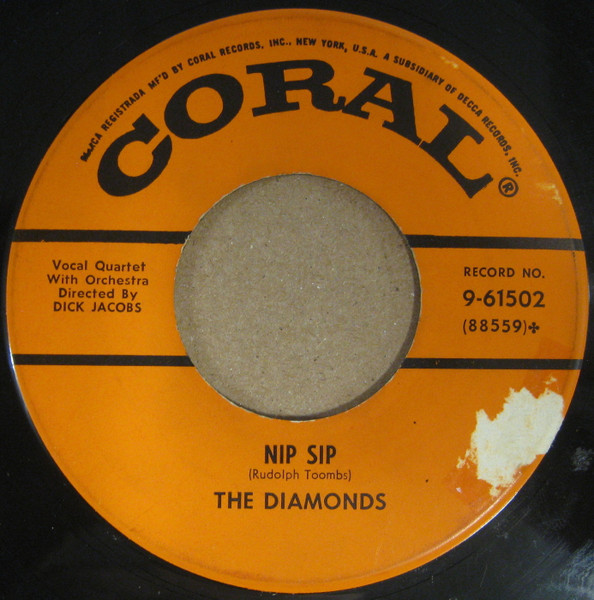 REGISTRADA MF'D BY CORAL RECORDS, INC., NEW YORK, U.S.A. A SUBSIDIARY OF DECCA RECORDS, INC.
CORAL®
Vocal Quartet
With Orchestra
Directed By
DICK JACOBS
RECORD NO.
9-61502
(88559)✤
NIP SIP
(Rudolph Toombs)
THE DIAMONDS